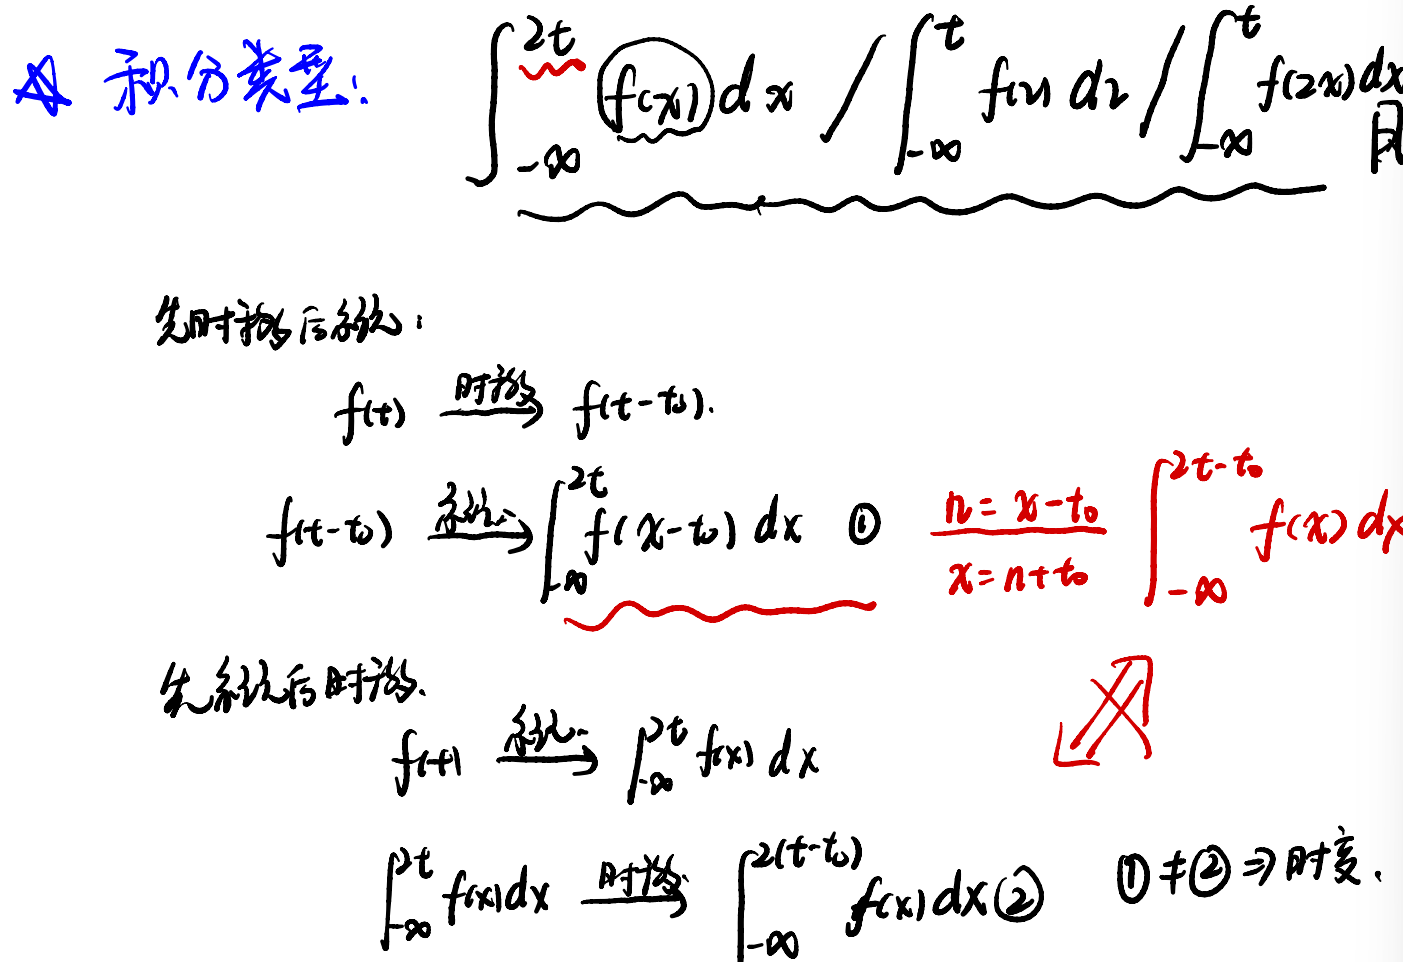 积分类型: ∫_{-∞}^{2t} f(x) dx / ∫_{-∞}^{t} f(τ) dτ / ∫_{-∞}^{t} f(2x) dx
先时移后系统:
f(t) —时移→ f(t-t₀).
f(t-t₀) —系统→ ∫_{-∞}^{2t} f(x-t₀) dx ① n=x-t₀ x=n+t₀ ∫_{-∞}^{2t-t₀} f(x) dx
先系统后时移.
f(t) —系统→ ∫_{-∞}^{2t} f(x) dx
∫_{-∞}^{2t} f(x) dx —时移→ ∫_{-∞}^{2(t-t₀)} f(x) dx ② ①≠② ⇒ 时变.